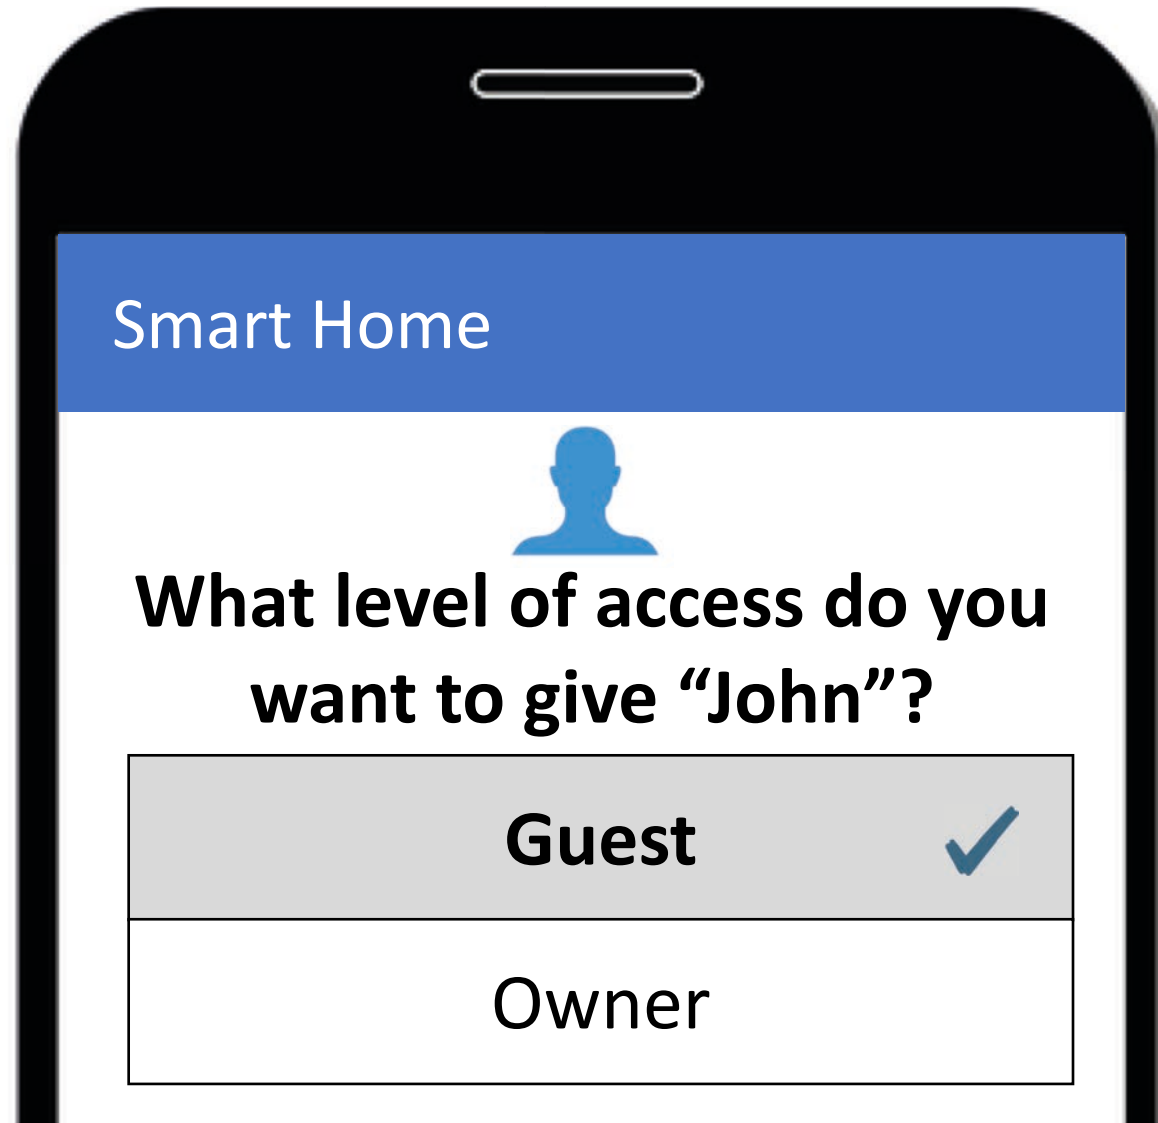 Smart Home
What level of access do you
want to give “John”?
Guest
Owner